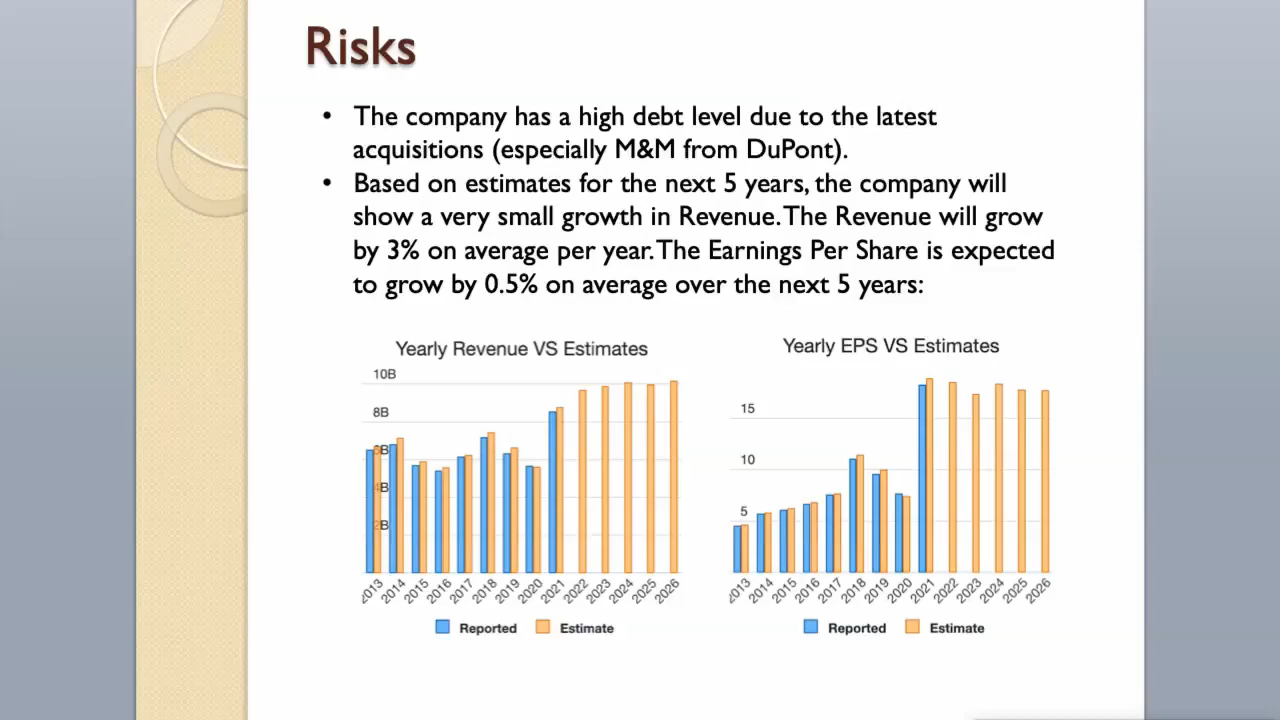 Risks
• The company has a high debt level due to the latest
acquisitions (especially M&M from DuPont).
• Based on estimates for the next 5 years, the company will
show a very small growth in Revenue. The Revenue will grow
by 3% on average per year. The Earnings Per Share is expected
to grow by 0.5% on average over the next 5 years:
Yearly Revenue VS Estimates
10B
8B
6B
4B
2B
2013 2014 2015 2016 2017 2018 2019 2020 2021 2022 2023 2024 2025 2026
Reported Estimate
Yearly EPS VS Estimates
15
10
5
2013 2014 2015 2016 2017 2018 2019 2020 2021 2022 2023 2024 2025 2026
Reported Estimate